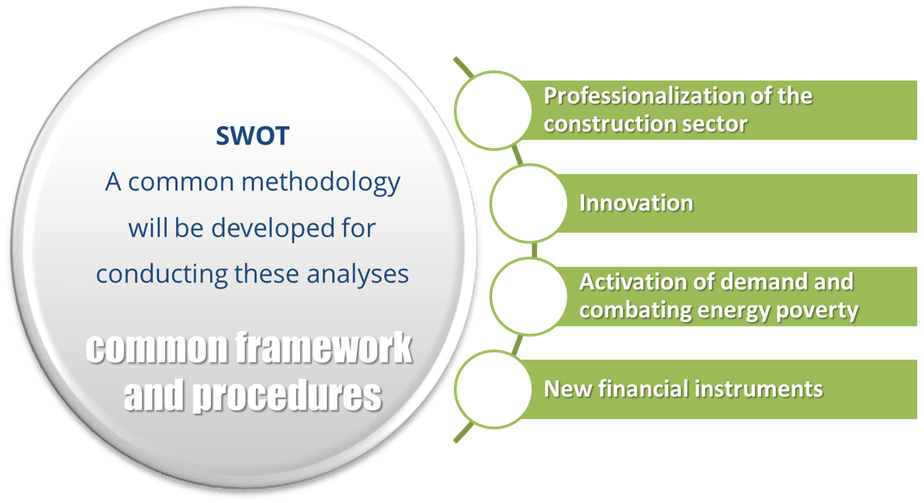 SWOT
A common methodology
will be developed for
conducting these analyses
common framework
and procedures
Professionalization of the
construction sector
Innovation
Activation of demand and
combating energy poverty
New financial instruments